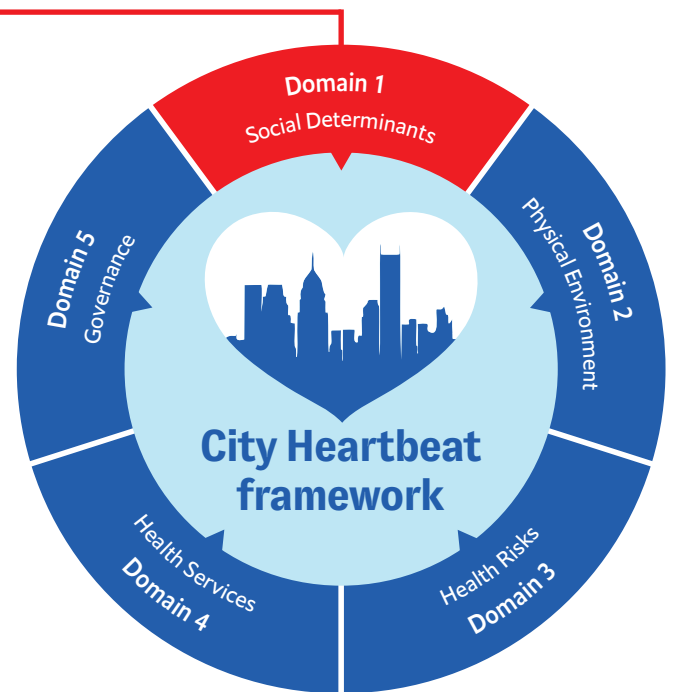 Domain 1
Social Determinants
Domain 2
Physical Environment
Health Risks
Domain 3
Health Services
Domain 4
Domain 5
Governance
City Heartbeat
framework